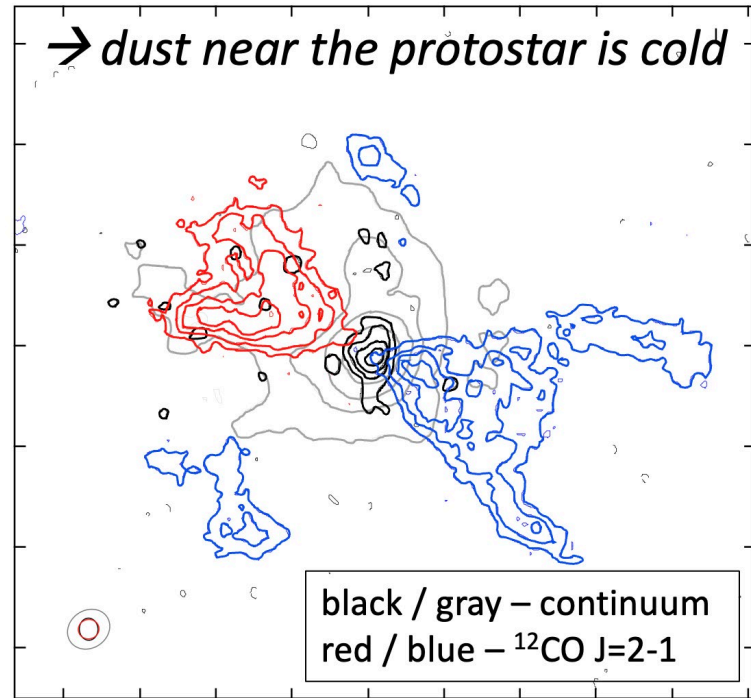 → dust near the protostar is cold
black / gray – continuum
red / blue – ¹²CO J=2-1